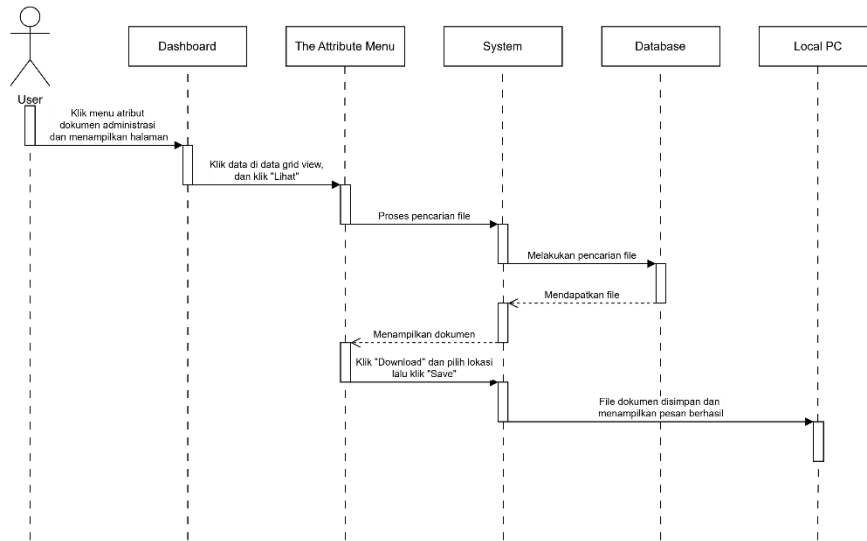 Dashboard
The Attribute Menu
System
Database
Local PC
User
Klik menu atribut
dokumen administrasi
dan menampilkan halaman
Klik data di data grid view,
dan klik "Lihat"
Proses pencarian file
Melakukan pencarian file
Mendapatkan file
Menampilkan dokumen
Klik "Download" dan pilih lokasi
lalu klik "Save"
File dokumen disimpan dan
menampilkan pesan berhasil